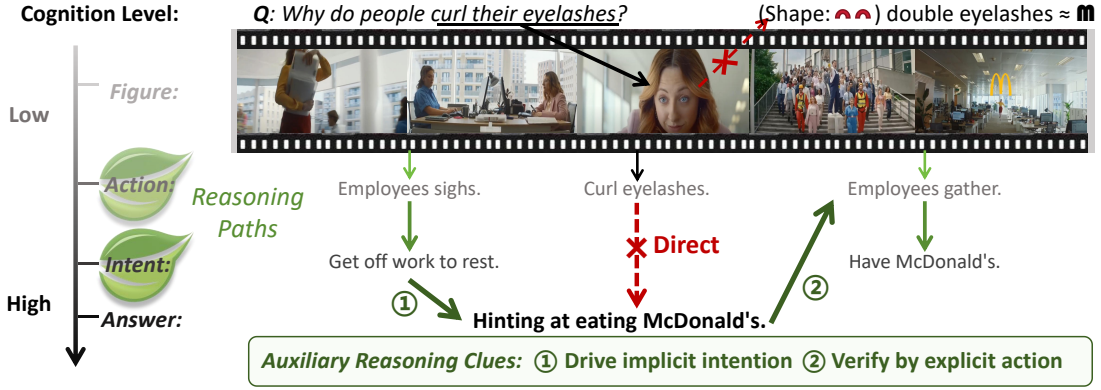 Cognition Level:
Q: Why do people curl their eyelashes?
(Shape: ) double eyelashes ≈ m
Figure:
Low
Action:
Reasoning
Paths
Employees sighs.
Curl eyelashes.
Employees gather.
Direct
Intent:
Get off work to rest.
Have McDonald's.
①
②
High
Answer:
Hinting at eating McDonald's.
Auxiliary Reasoning Clues: ① Drive implicit intention ② Verify by explicit action